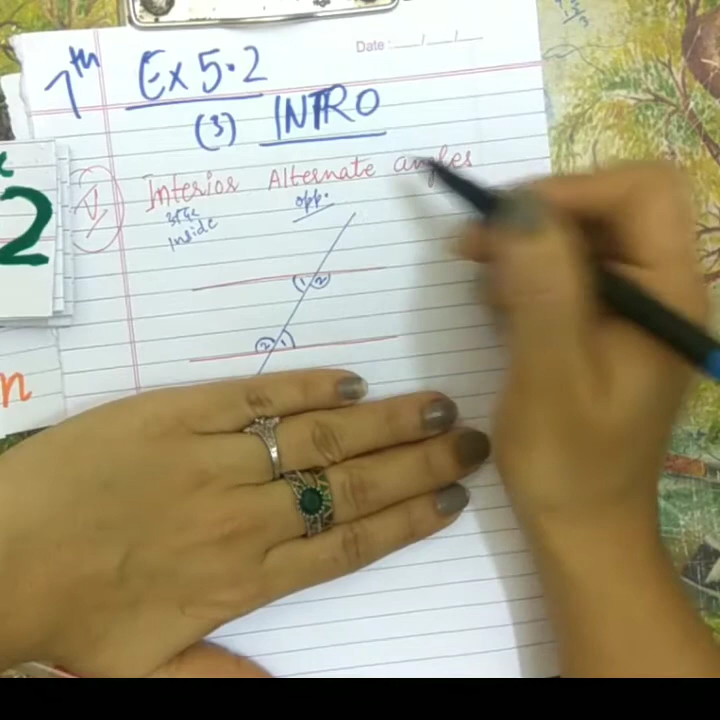 Date :___/___/___
7th Ex 5.2
(3) INTRO
1) Interior Alternate angles
opp.
inside
1 2
2 1
2
n